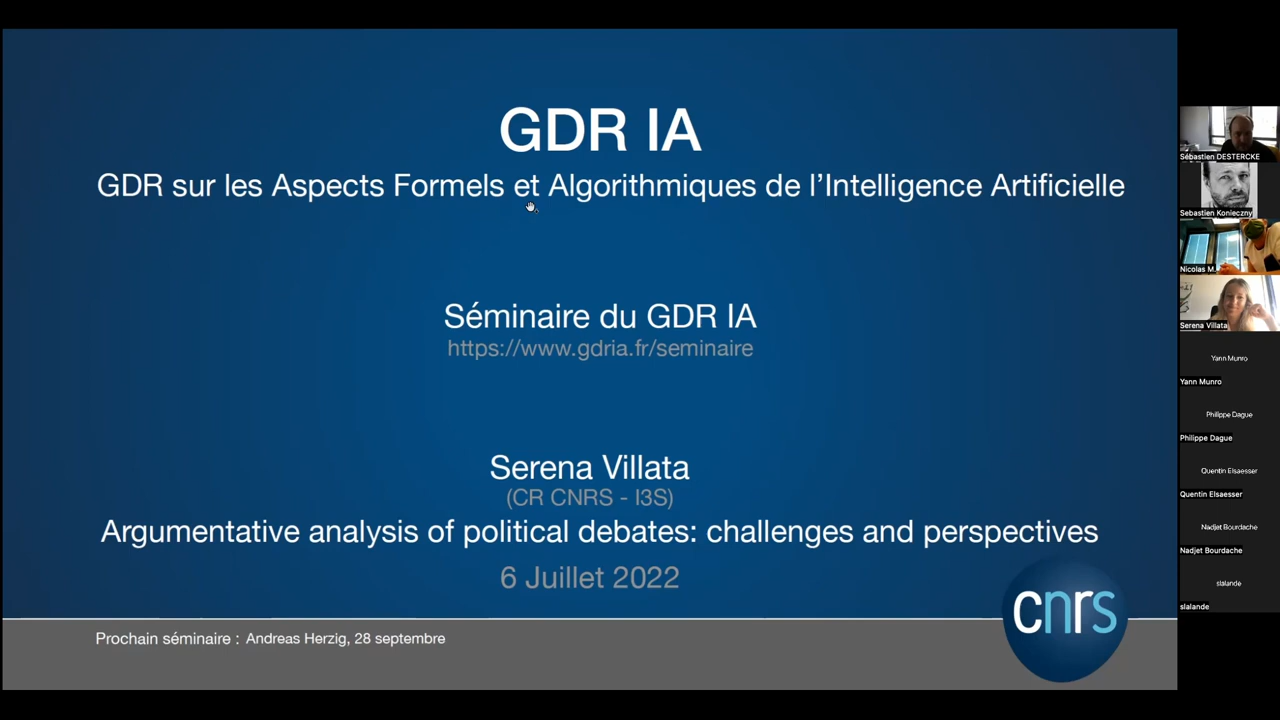 GDR IA
GDR sur les Aspects Formels et Algorithmiques de l'Intelligence Artificielle
Séminaire du GDR IA
https://www.gdria.fr/seminaire
Serena Villata
(CR CNRS - I3S)
Argumentative analysis of political debates: challenges and perspectives
6 Juillet 2022
Prochain séminaire : Andreas Herzig, 28 septembre
cnrs
Sébastien DESTERCKE
Sebastien Konieczny
Nicolas M.
Serena Villata
Yann Munro
Yann Munro
Philippe Dague
Philippe Dague
Quentin Elsaesser
Quentin Elsaesser
Nadjet Bourdache
Nadjet Bourdache
slalande
slalande